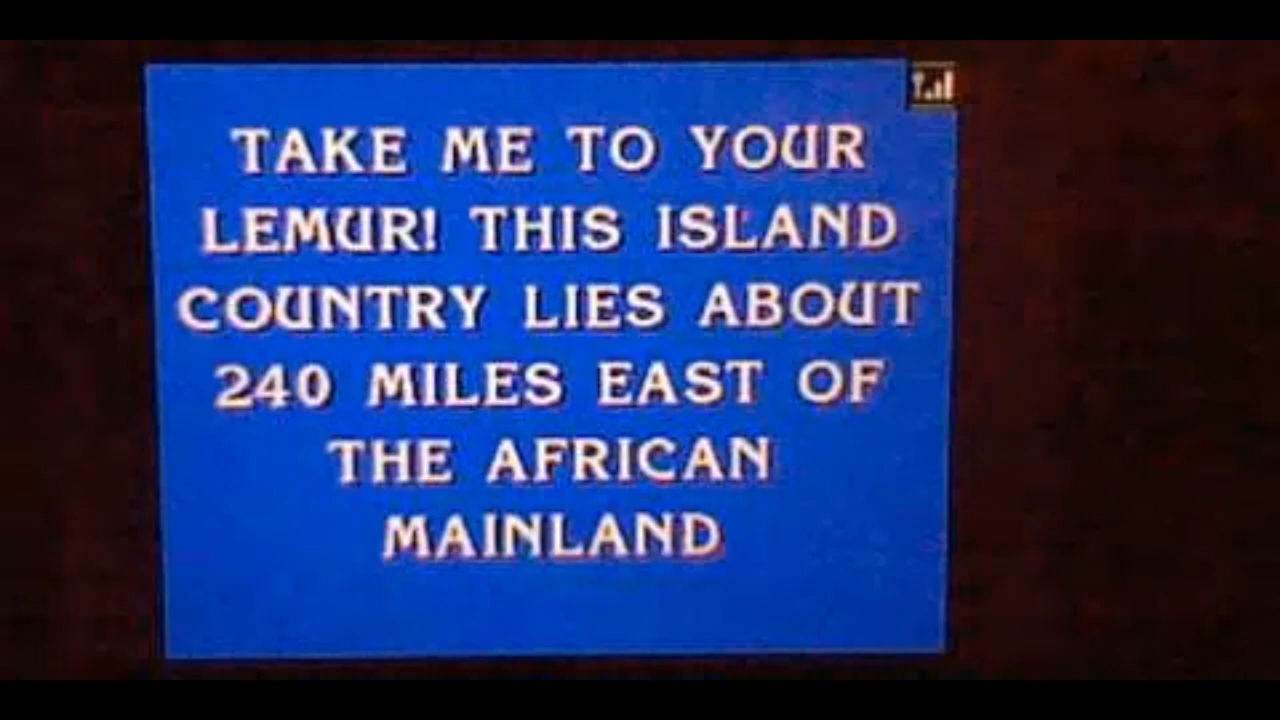 TAKE ME TO YOUR
LEMUR! THIS ISLAND
COUNTRY LIES ABOUT
240 MILES EAST OF
THE AFRICAN
MAINLAND